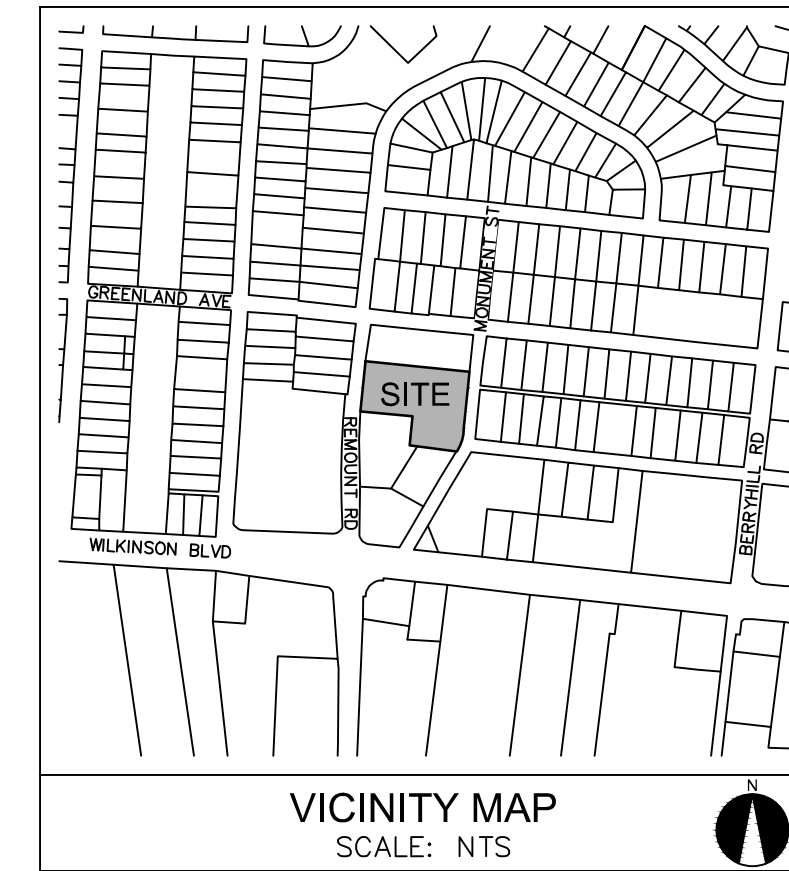 MONUMENT ST
GREENLAND AVE
SITE
REMOUNT RD
BERRYHILL RD
WILKINSON BLVD
VICINITY MAP
N
SCALE: NTS